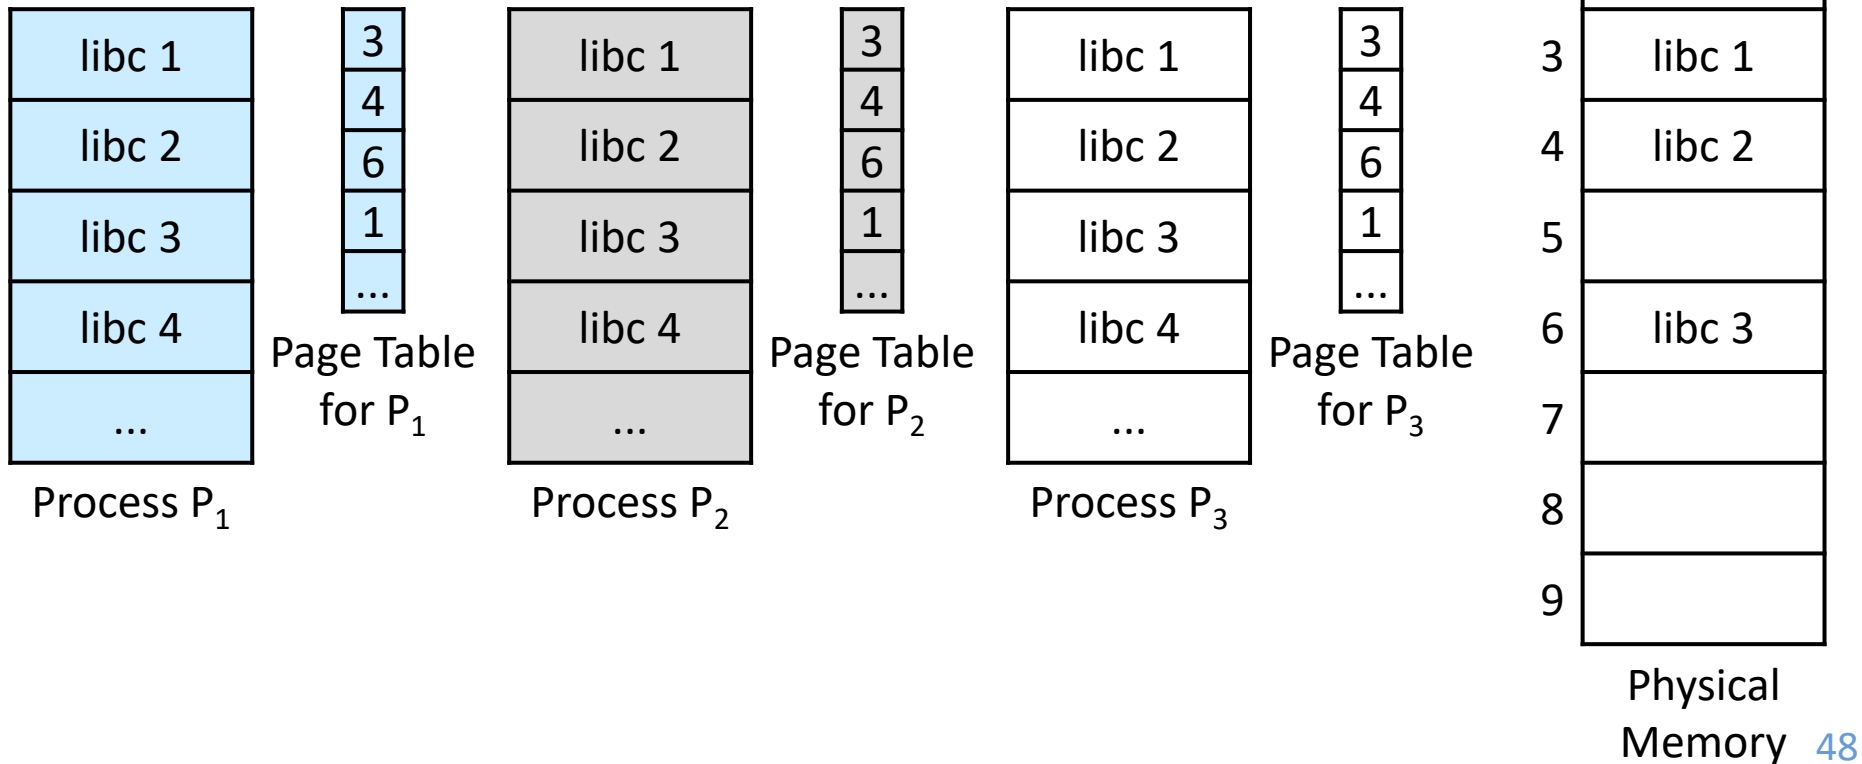 libc 1
libc 2
libc 3
libc 4
...
Process P1
3
4
6
1
...
Page Table
for P1
libc 1
libc 2
libc 3
libc 4
...
Process P2
3
4
6
1
...
Page Table
for P2
libc 1
libc 2
libc 3
libc 4
...
Process P3
3
4
6
1
...
Page Table
for P3
3 libc 1
4 libc 2
5
6 libc 3
7
8
9
Physical
Memory
48